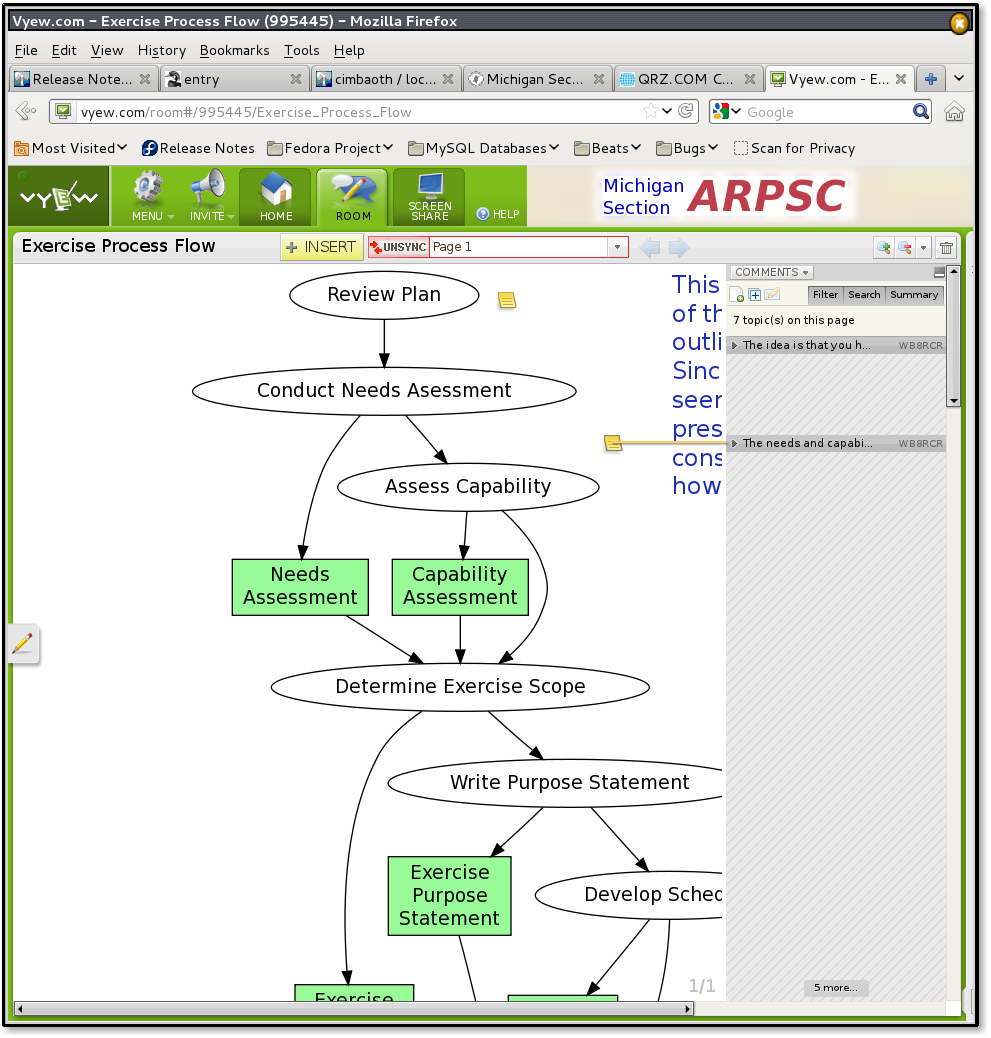 Vyew.com – Exercise Process Flow (995445) – Mozilla Firefox
File Edit View History Bookmarks Tools Help
Release Note... entry cimbaoth / loc... Michigan Sec... QRZ.COM C... Vyew.com - E...
vyew.com/room#/995445/Exercise_Process_Flow Google
Most Visited Release Notes Fedora Project MySQL Databases Beats Bugs Scan for Privacy
VYEW MENU INVITE HOME ROOM SCREEN SHARE HELP
Michigan
Section
ARPSC
Exercise Process Flow + INSERT UNSYNC Page 1
Review Plan
Conduct Needs Asessment
Assess Capability
Needs
Assessment
Capability
Assessment
Determine Exercise Scope
Write Purpose Statement
Exercise
Purpose
Statement
Develop Sched
Exercise
This
of th
outli
Sinc
seer
pres
cons
how
1/1
COMMENTS
Filter Search Summary
7 topic(s) on this page
The idea is that you h... WB8RCR
The needs and capabi... WB8RCR
5 more...